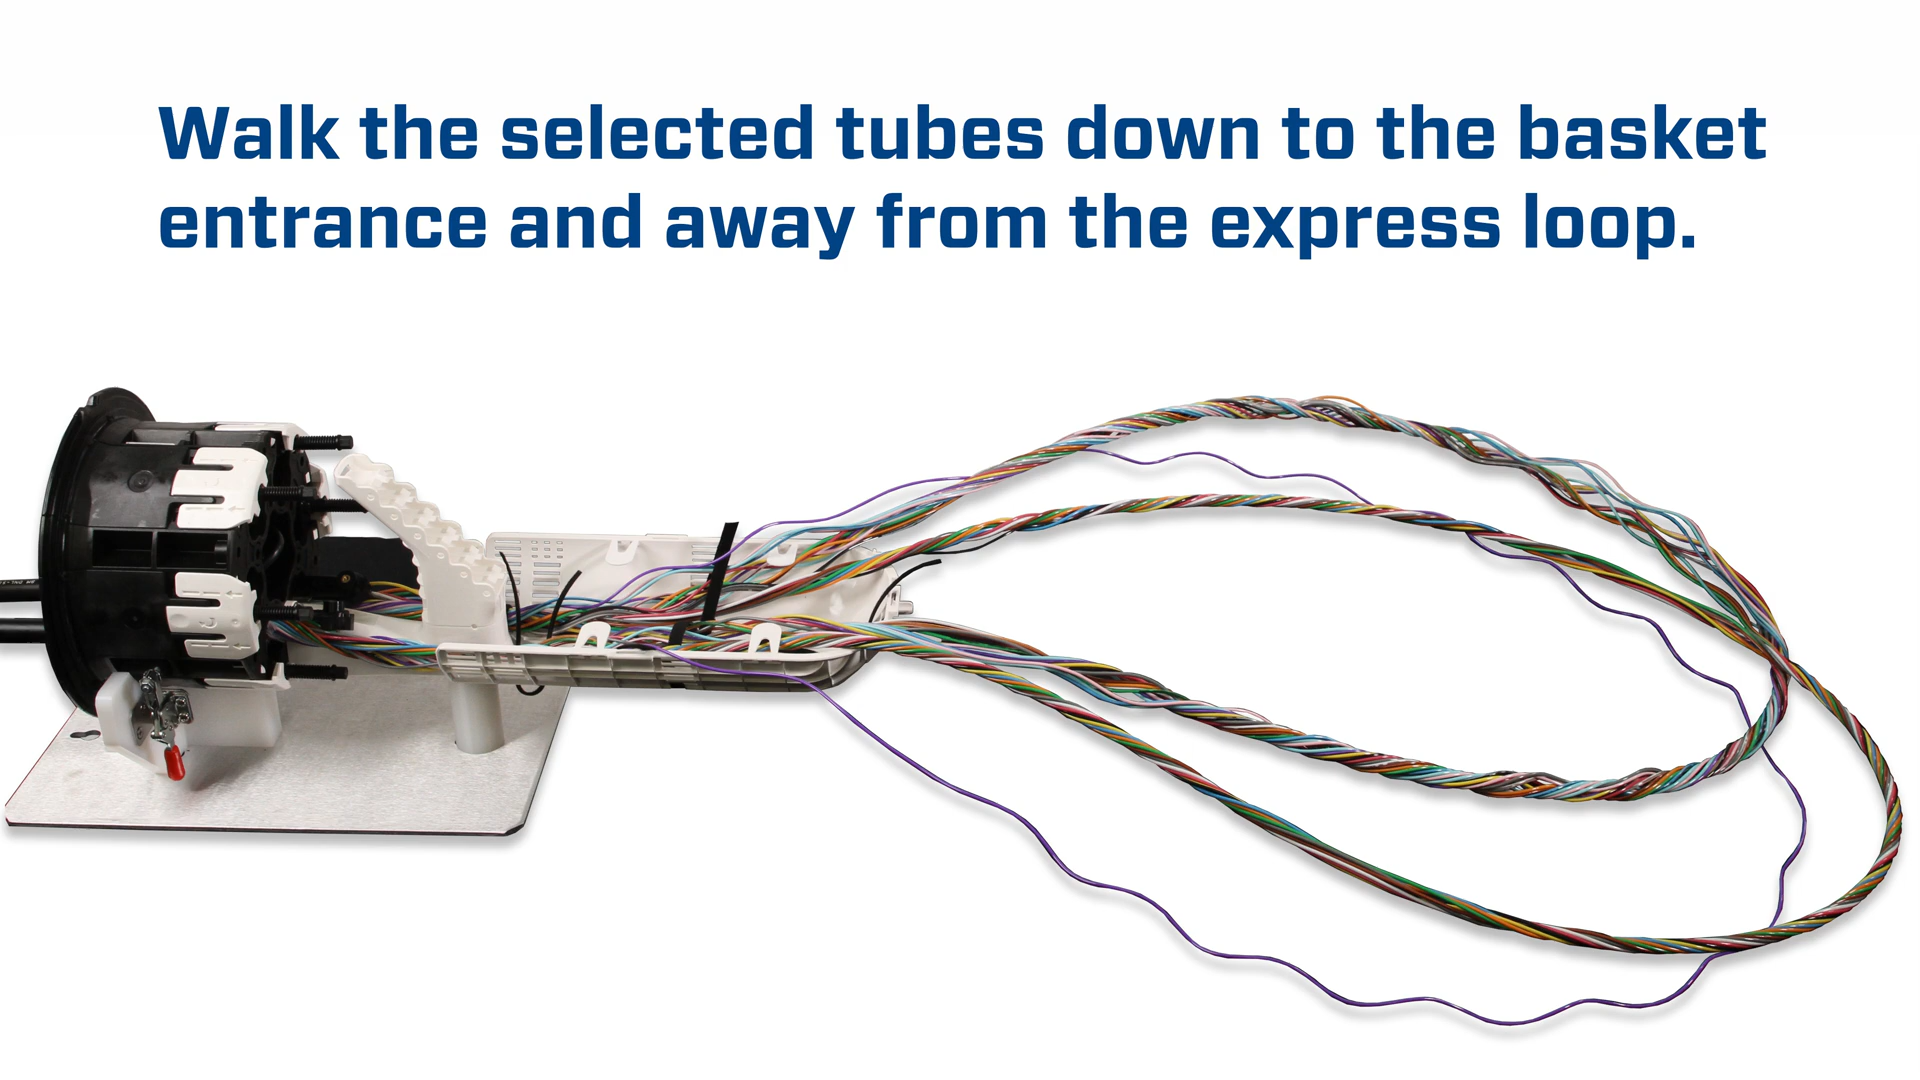 Walk the selected tubes down to the basket
entrance and away from the express loop.